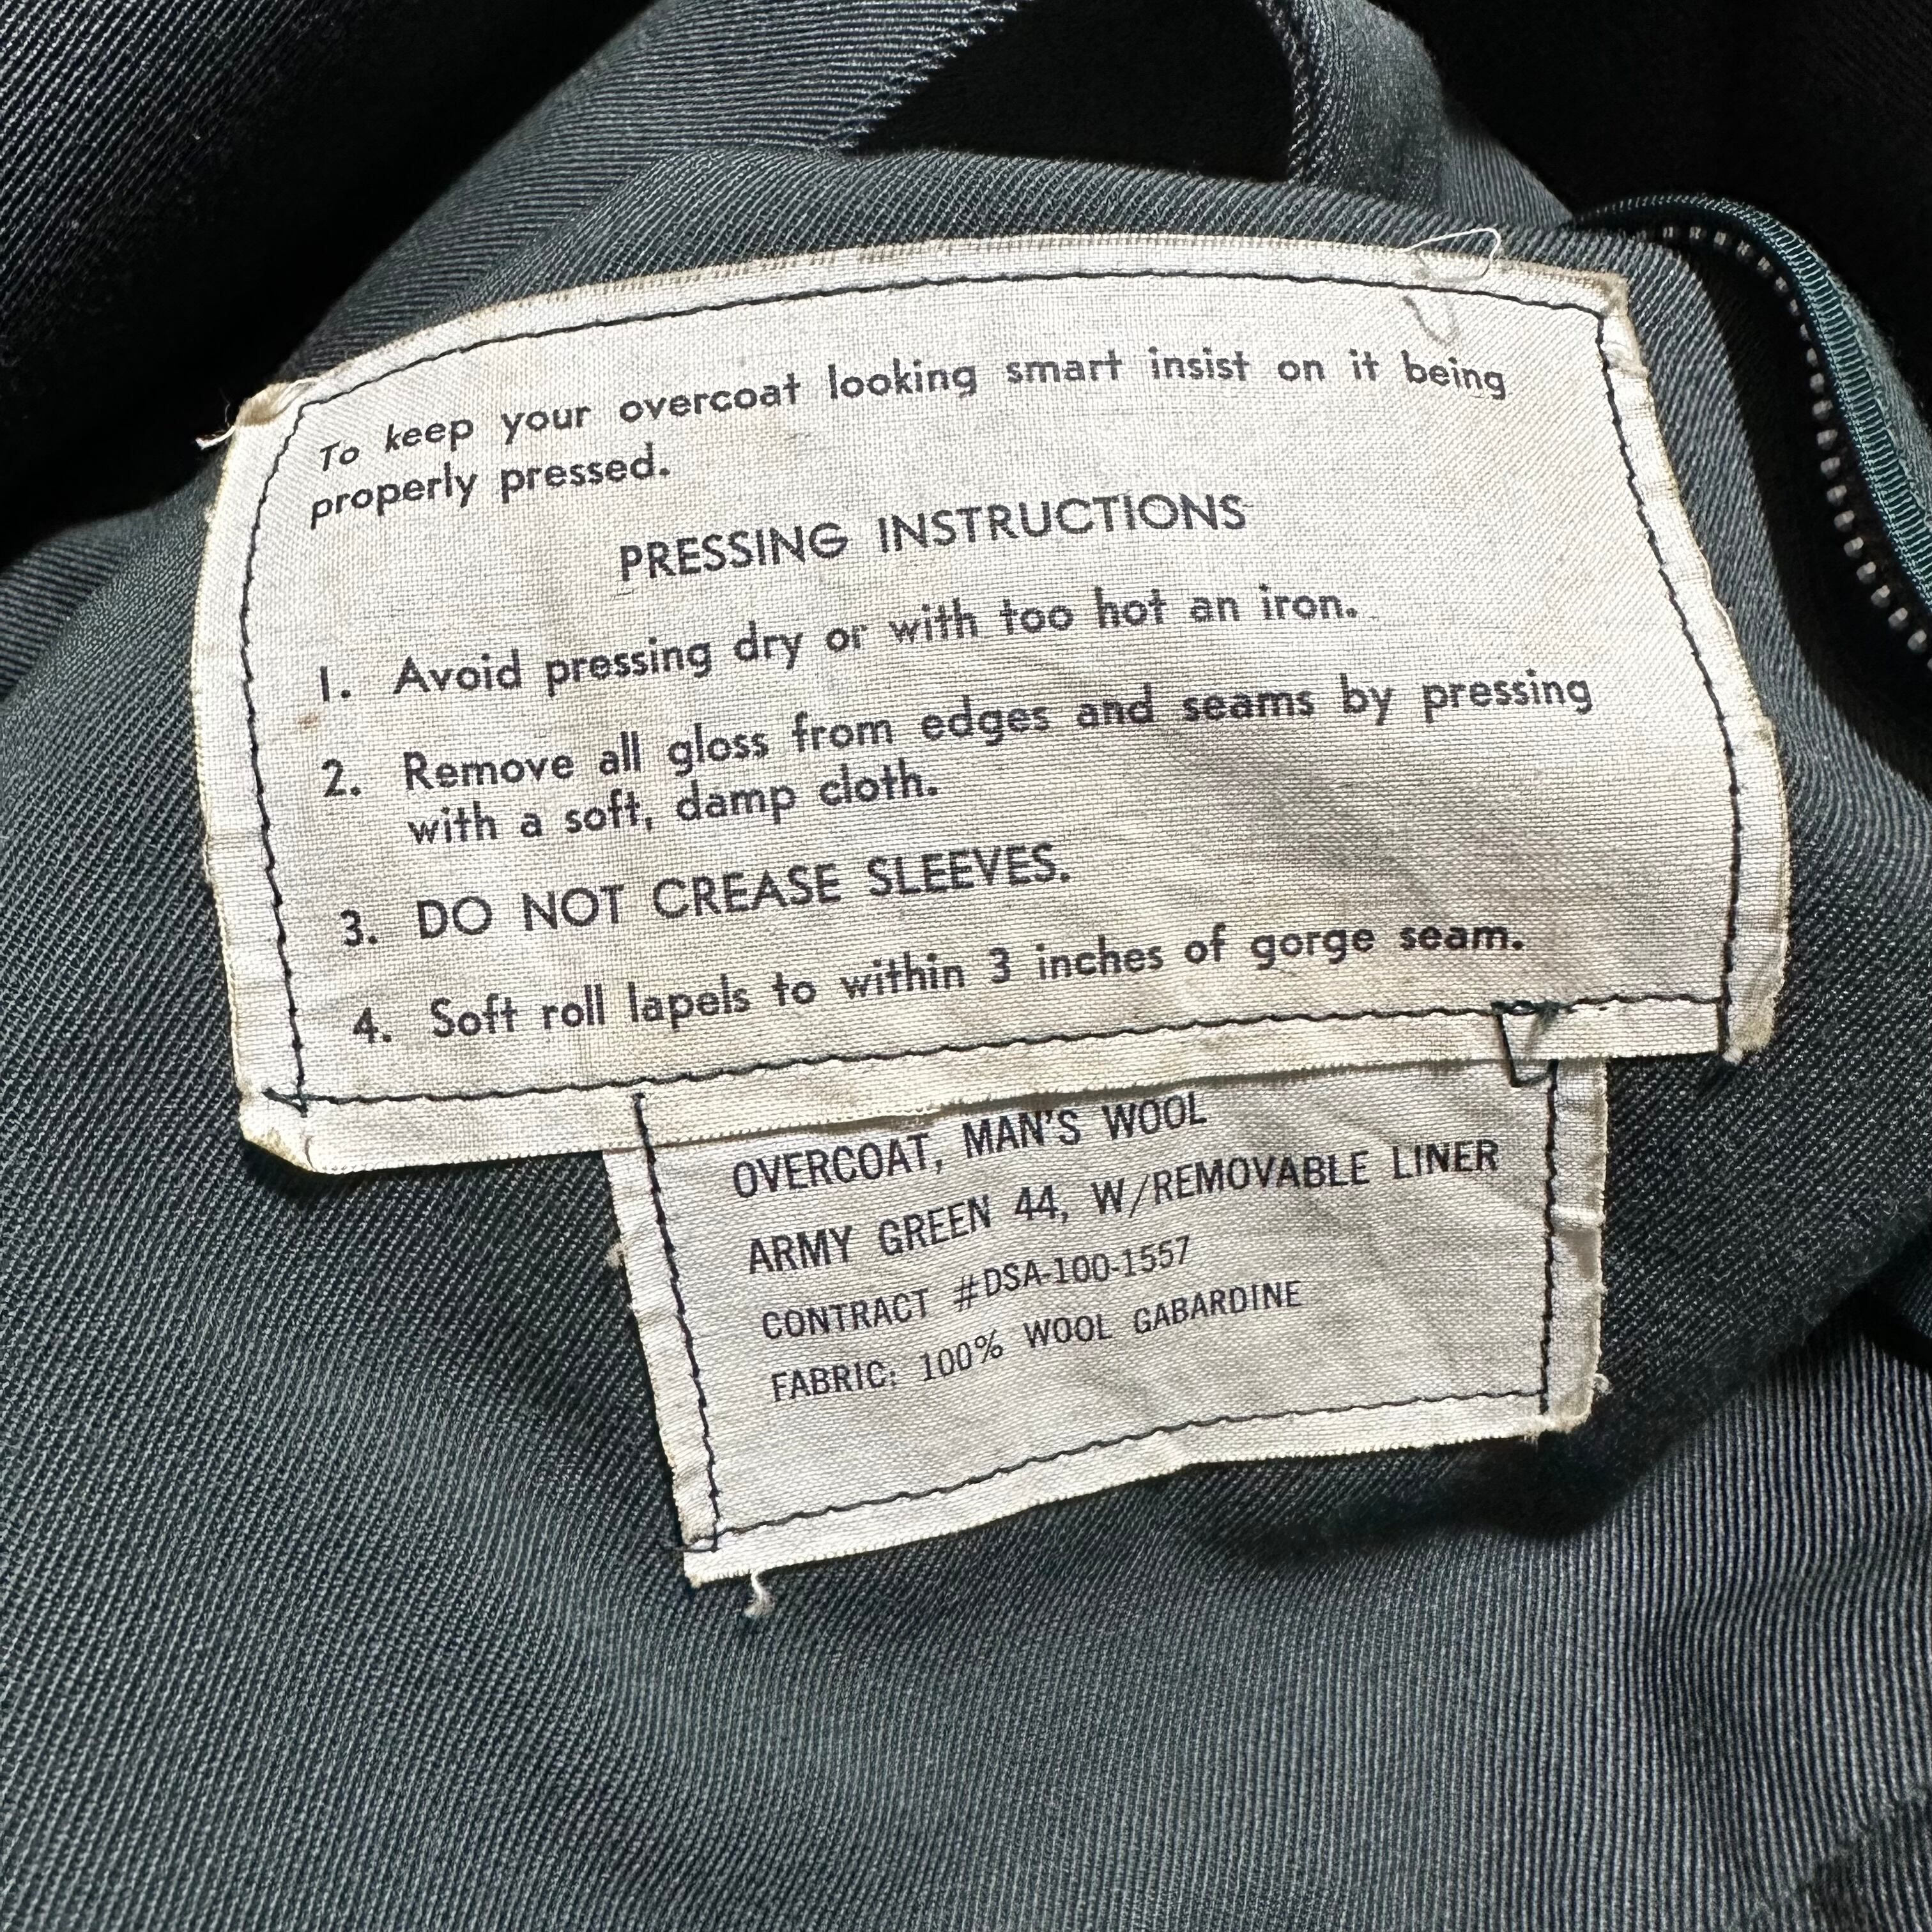 To keep your overcoat looking smart insist on it being
properly pressed.
PRESSING INSTRUCTIONS
1. Avoid pressing dry or with too hot an iron.
2. Remove all gloss from edges and seams by pressing
with a soft, damp cloth.
3. DO NOT CREASE SLEEVES.
4. Soft roll lapels to within 3 inches of gorge seam.
OVERCOAT, MAN'S WOOL
ARMY GREEN 44, W/REMOVABLE LINER
CONTRACT #DSA-100-1557
FABRIC: 100% WOOL GABARDINE